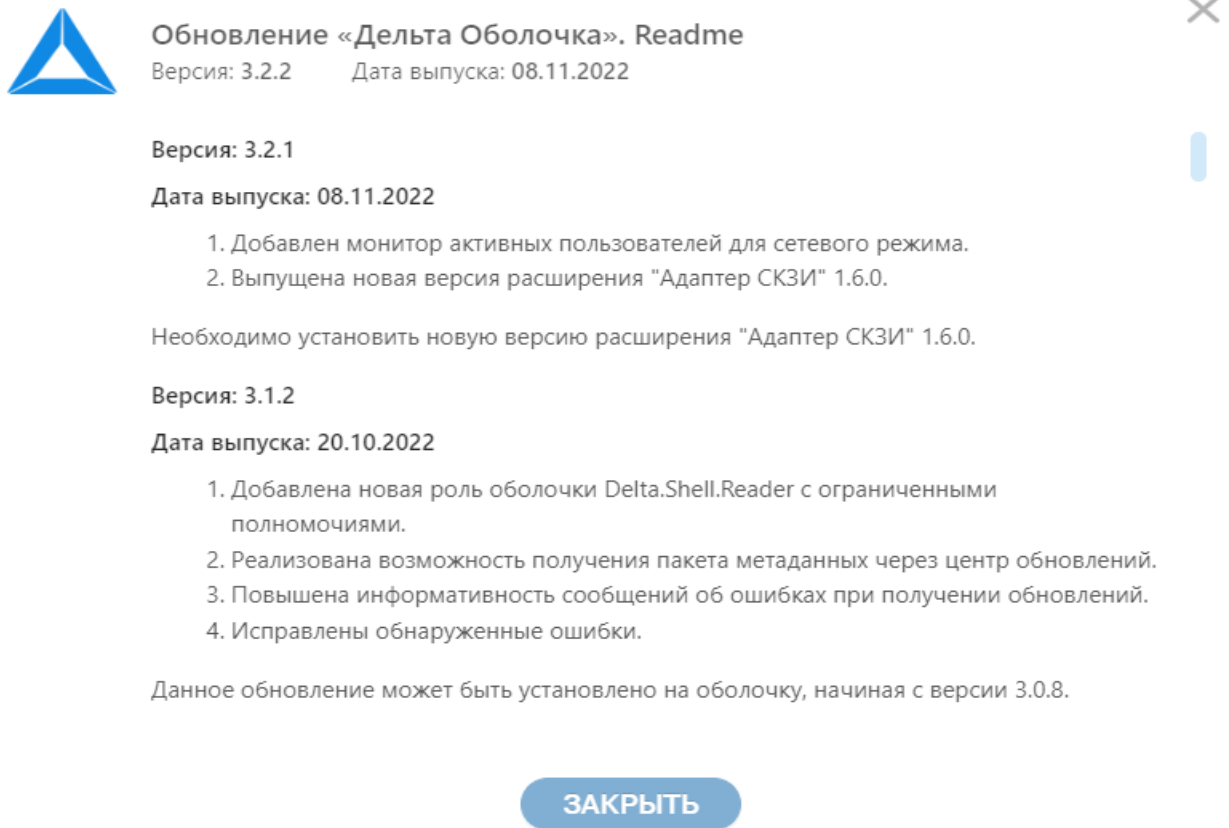 Обновление «Дельта Оболочка». Readme
Версия: 3.2.2 Дата выпуска: 08.11.2022
Версия: 3.2.1
Дата выпуска: 08.11.2022
1. Добавлен монитор активных пользователей для сетевого режима.
2. Выпущена новая версия расширения "Адаптер СКЗИ" 1.6.0.
Необходимо установить новую версию расширения "Адаптер СКЗИ" 1.6.0.
Версия: 3.1.2
Дата выпуска: 20.10.2022
1. Добавлена новая роль оболочки Delta.Shell.Reader с ограниченными
полномочиями.
2. Реализована возможность получения пакета метаданных через центр обновлений.
3. Повышена информативность сообщений об ошибках при получении обновлений.
4. Исправлены обнаруженные ошибки.
Данное обновление может быть установлено на оболочку, начиная с версии 3.0.8.
ЗАКРЫТЬ